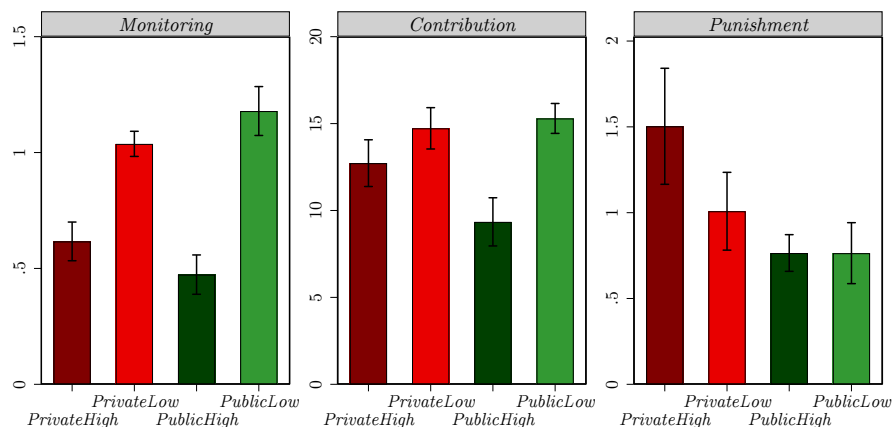 Monitoring
1.5
1
.5
0
PrivateHigh
PrivateLow
PublicHigh
PublicLow
Contribution
20
15
10
5
0
PrivateHigh
PrivateLow
PublicHigh
PublicLow
Punishment
2
1.5
1
.5
0
PrivateHigh
PrivateLow
PublicHigh
PublicLow